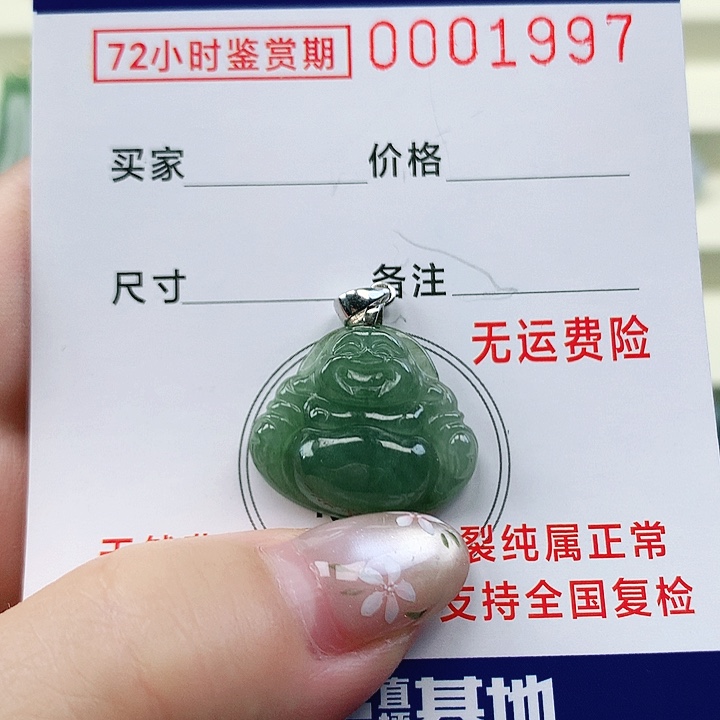 72小时鉴赏期 0001997
买家 价格
尺寸 备注
无运费险
裂纯属正常
支持全国复检
基地